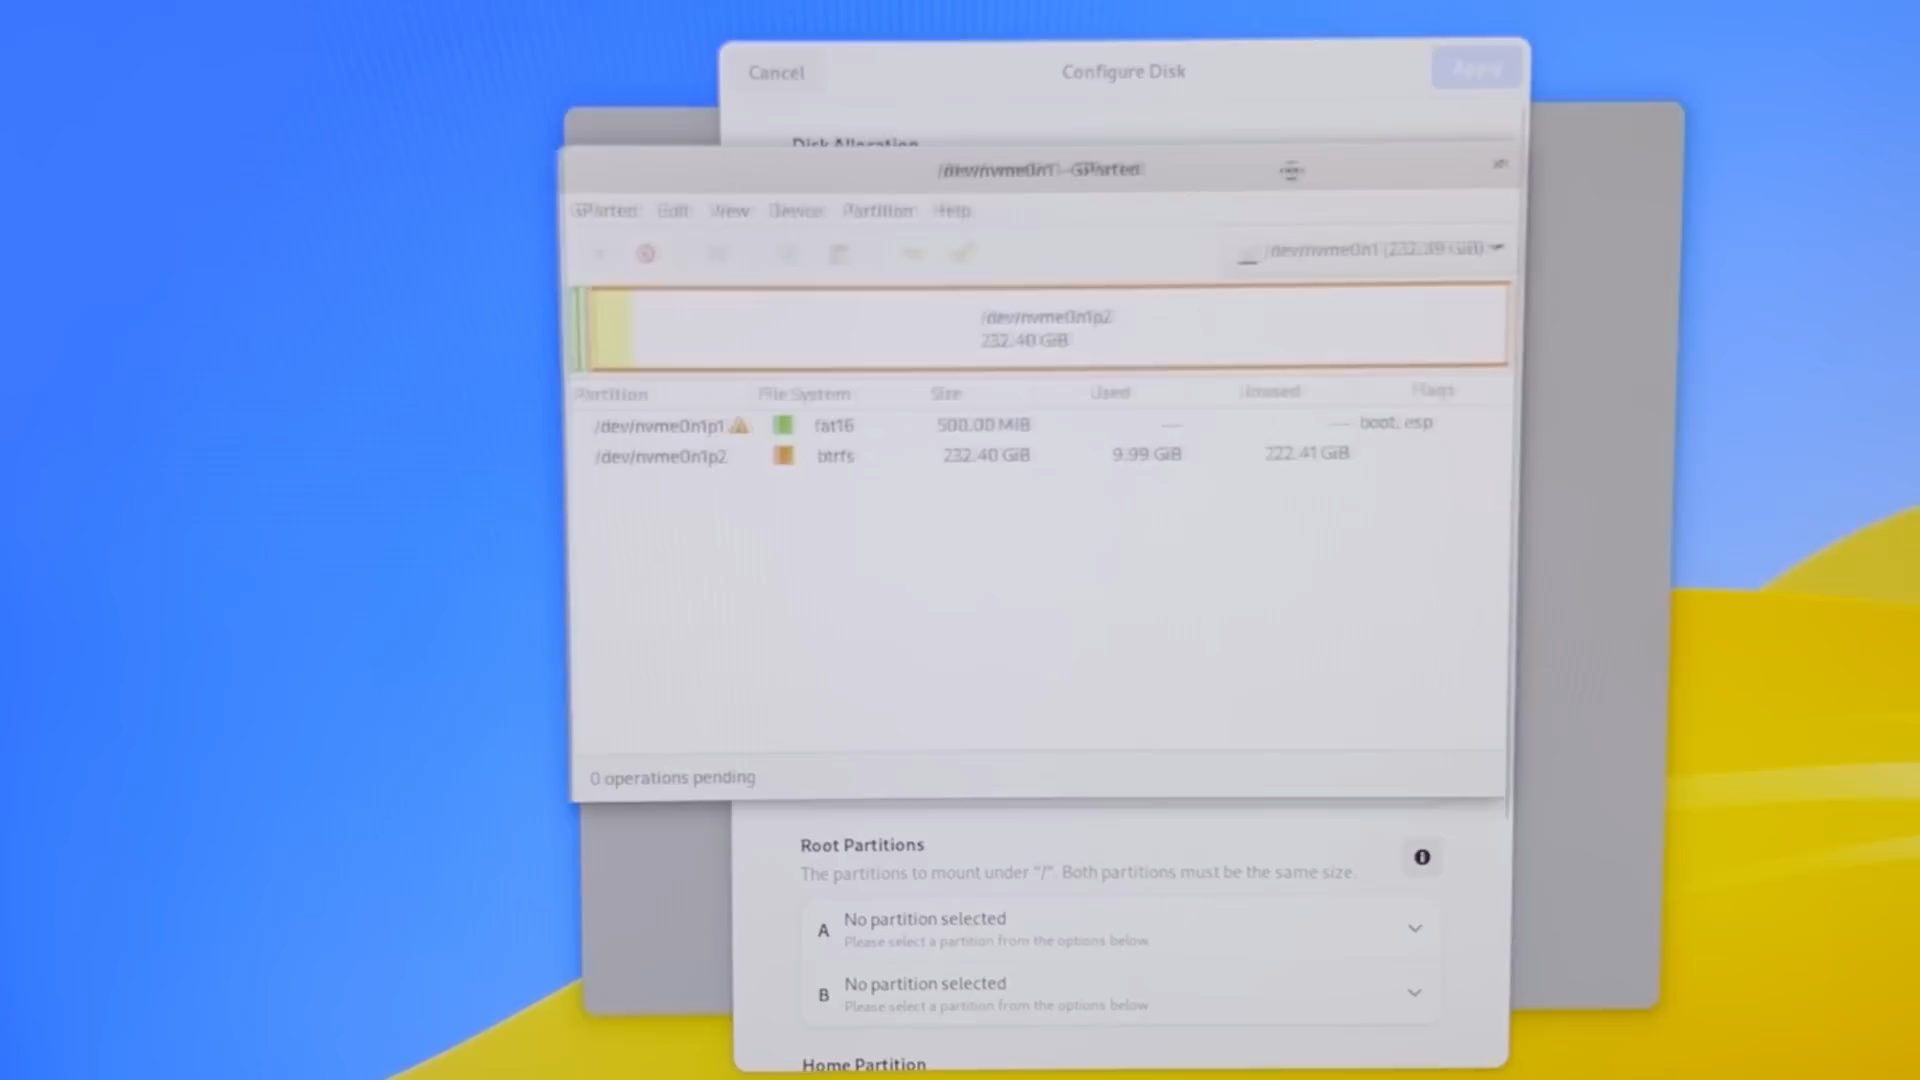 Cancel
Configure Disk
Apply
Disk Allocation
/dev/nvme0n1 - GParted
GParted Edit View Device Partition Help
/dev/nvme0n1 (232.89 GiB)
/dev/nvme0n1p2
232.40 GiB
Partition File System Size Used Unused Flags
/dev/nvme0n1p1 fat16 500.00 MiB — — boot, esp
/dev/nvme0n1p2 btrfs 232.40 GiB 9.99 GiB 222.41 GiB
0 operations pending
Root Partitions
The partitions to mount under "/". Both partitions must be the same size.
A No partition selected
Please select a partition from the options below
B No partition selected
Please select a partition from the options below
Home Partition